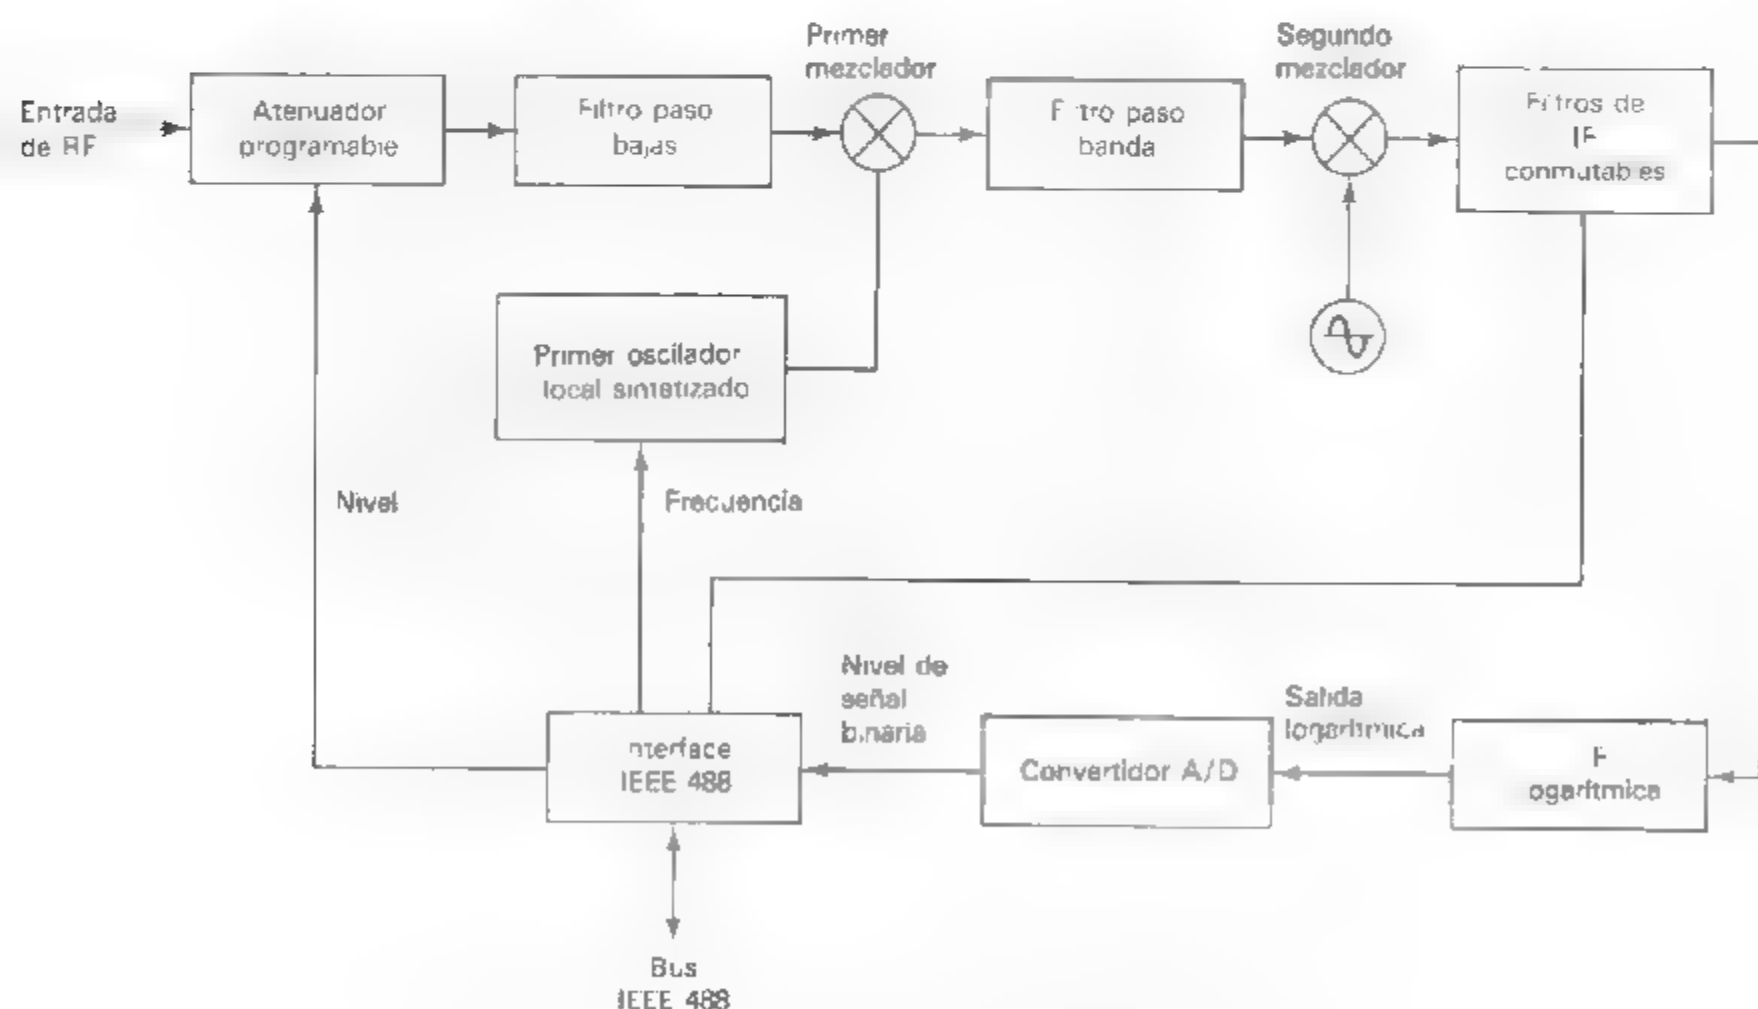 Primer
mezclador
Segundo
mezclador
Entrada
de RF
Atenuador
programable
Filtro paso
bajas
Filtro paso
banda
Filtros de
IF
conmutables
Primer oscilador
local sintetizado
Nivel
Frecuencia
Nivel de
señal
binaria
Salida
logarítmica
Interface
IEEE 488
Convertidor A/D
IF
logarítmica
Bus
IEEE 488